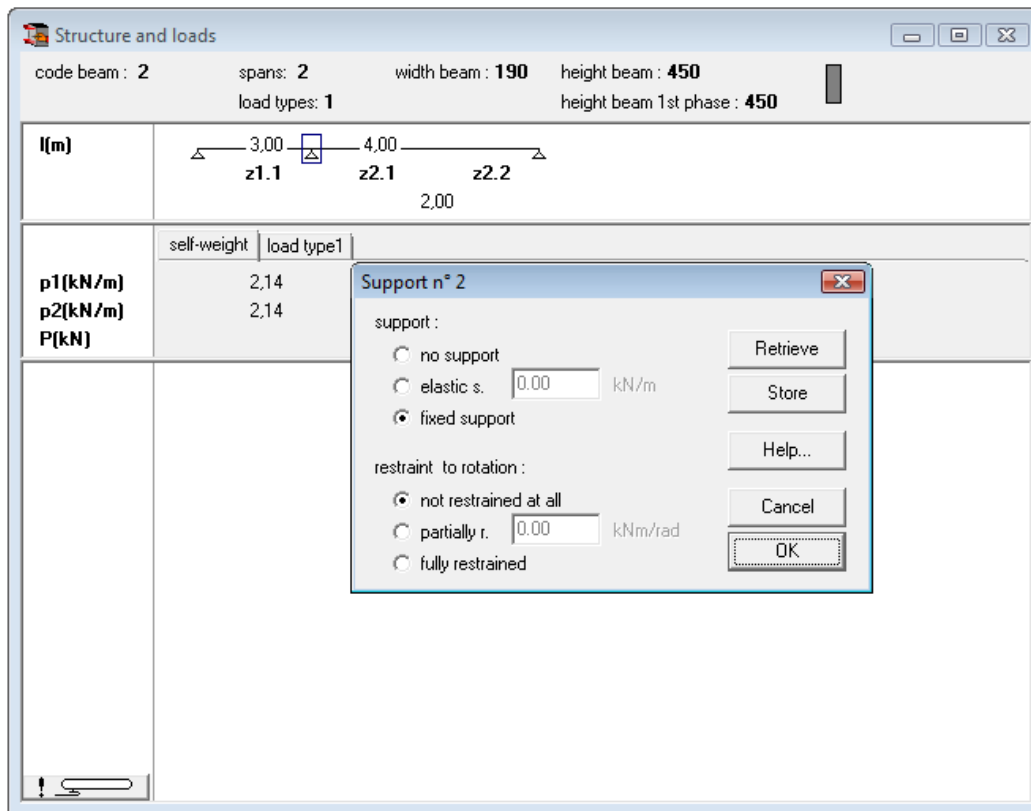 Structure and loads
code beam : 2 spans: 2 width beam : 190 height beam : 450
load types: 1 height beam 1st phase : 450
l(m) 3,00 4,00
z1.1 z2.1 z2.2
2,00
self-weight load type1
p1(kN/m) 2,14
p2(kN/m) 2,14
P(kN)
Support n° 2
support :
no support
elastic s. 0.00 kN/m
fixed support
restraint to rotation :
not restrained at all
partially r. 0.00 kNm/rad
fully restrained
Retrieve
Store
Help...
Cancel
OK
!